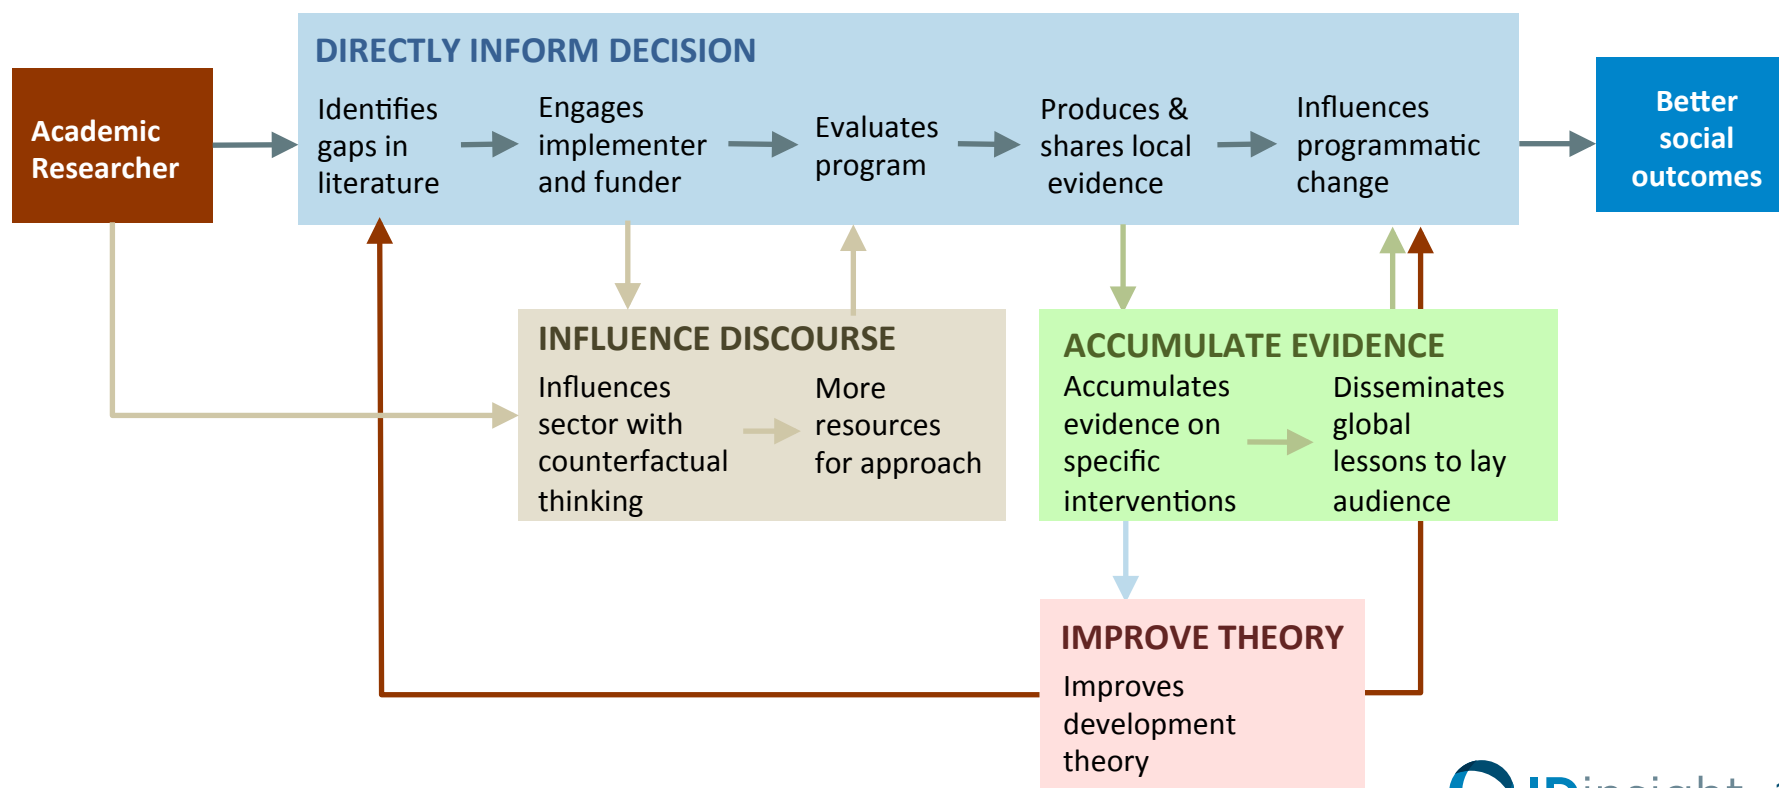 DIRECTLY INFORM DECISION
Academic
Researcher
Identifies
gaps in
literature
Engages
implementer
and funder
Evaluates
program
Produces &
shares local
evidence
Influences
programmatic
change
Better
social
outcomes
INFLUENCE DISCOURSE
Influences
sector with
counterfactual
thinking
More
resources
for approach
ACCUMULATE EVIDENCE
Accumulates
evidence on
specific
interventions
Disseminates
global
lessons to lay
audience
IMPROVE THEORY
Improves
development
theory
IDinsight